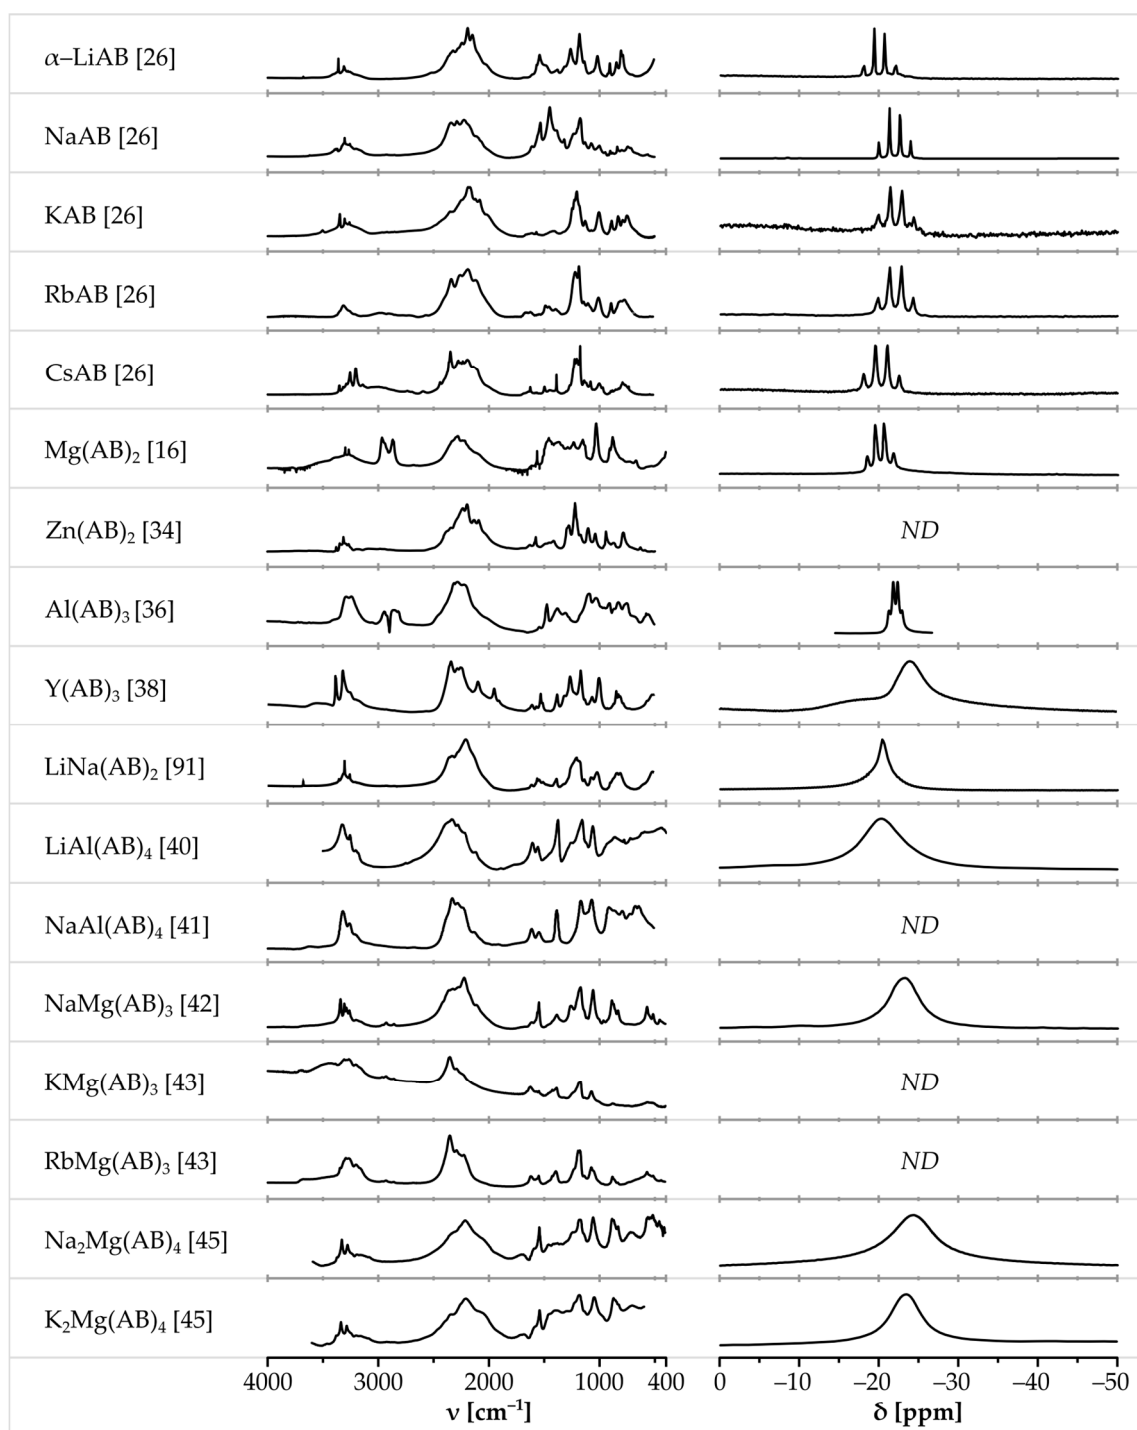 α–LiAB [26]
NaAB [26]
KAB [26]
RbAB [26]
CsAB [26]
Mg(AB)₂ [16]
Zn(AB)₂ [34] ND
Al(AB)₃ [36]
Y(AB)₃ [38]
LiNa(AB)₂ [91]
LiAl(AB)₄ [40]
NaAl(AB)₄ [41] ND
NaMg(AB)₃ [42]
KMg(AB)₃ [43] ND
RbMg(AB)₃ [43] ND
Na₂Mg(AB)₄ [45]
K₂Mg(AB)₄ [45]
4000 3000 2000 1000 400 0 −10 −20 −30 −40 −50
ν [cm⁻¹] δ [ppm]